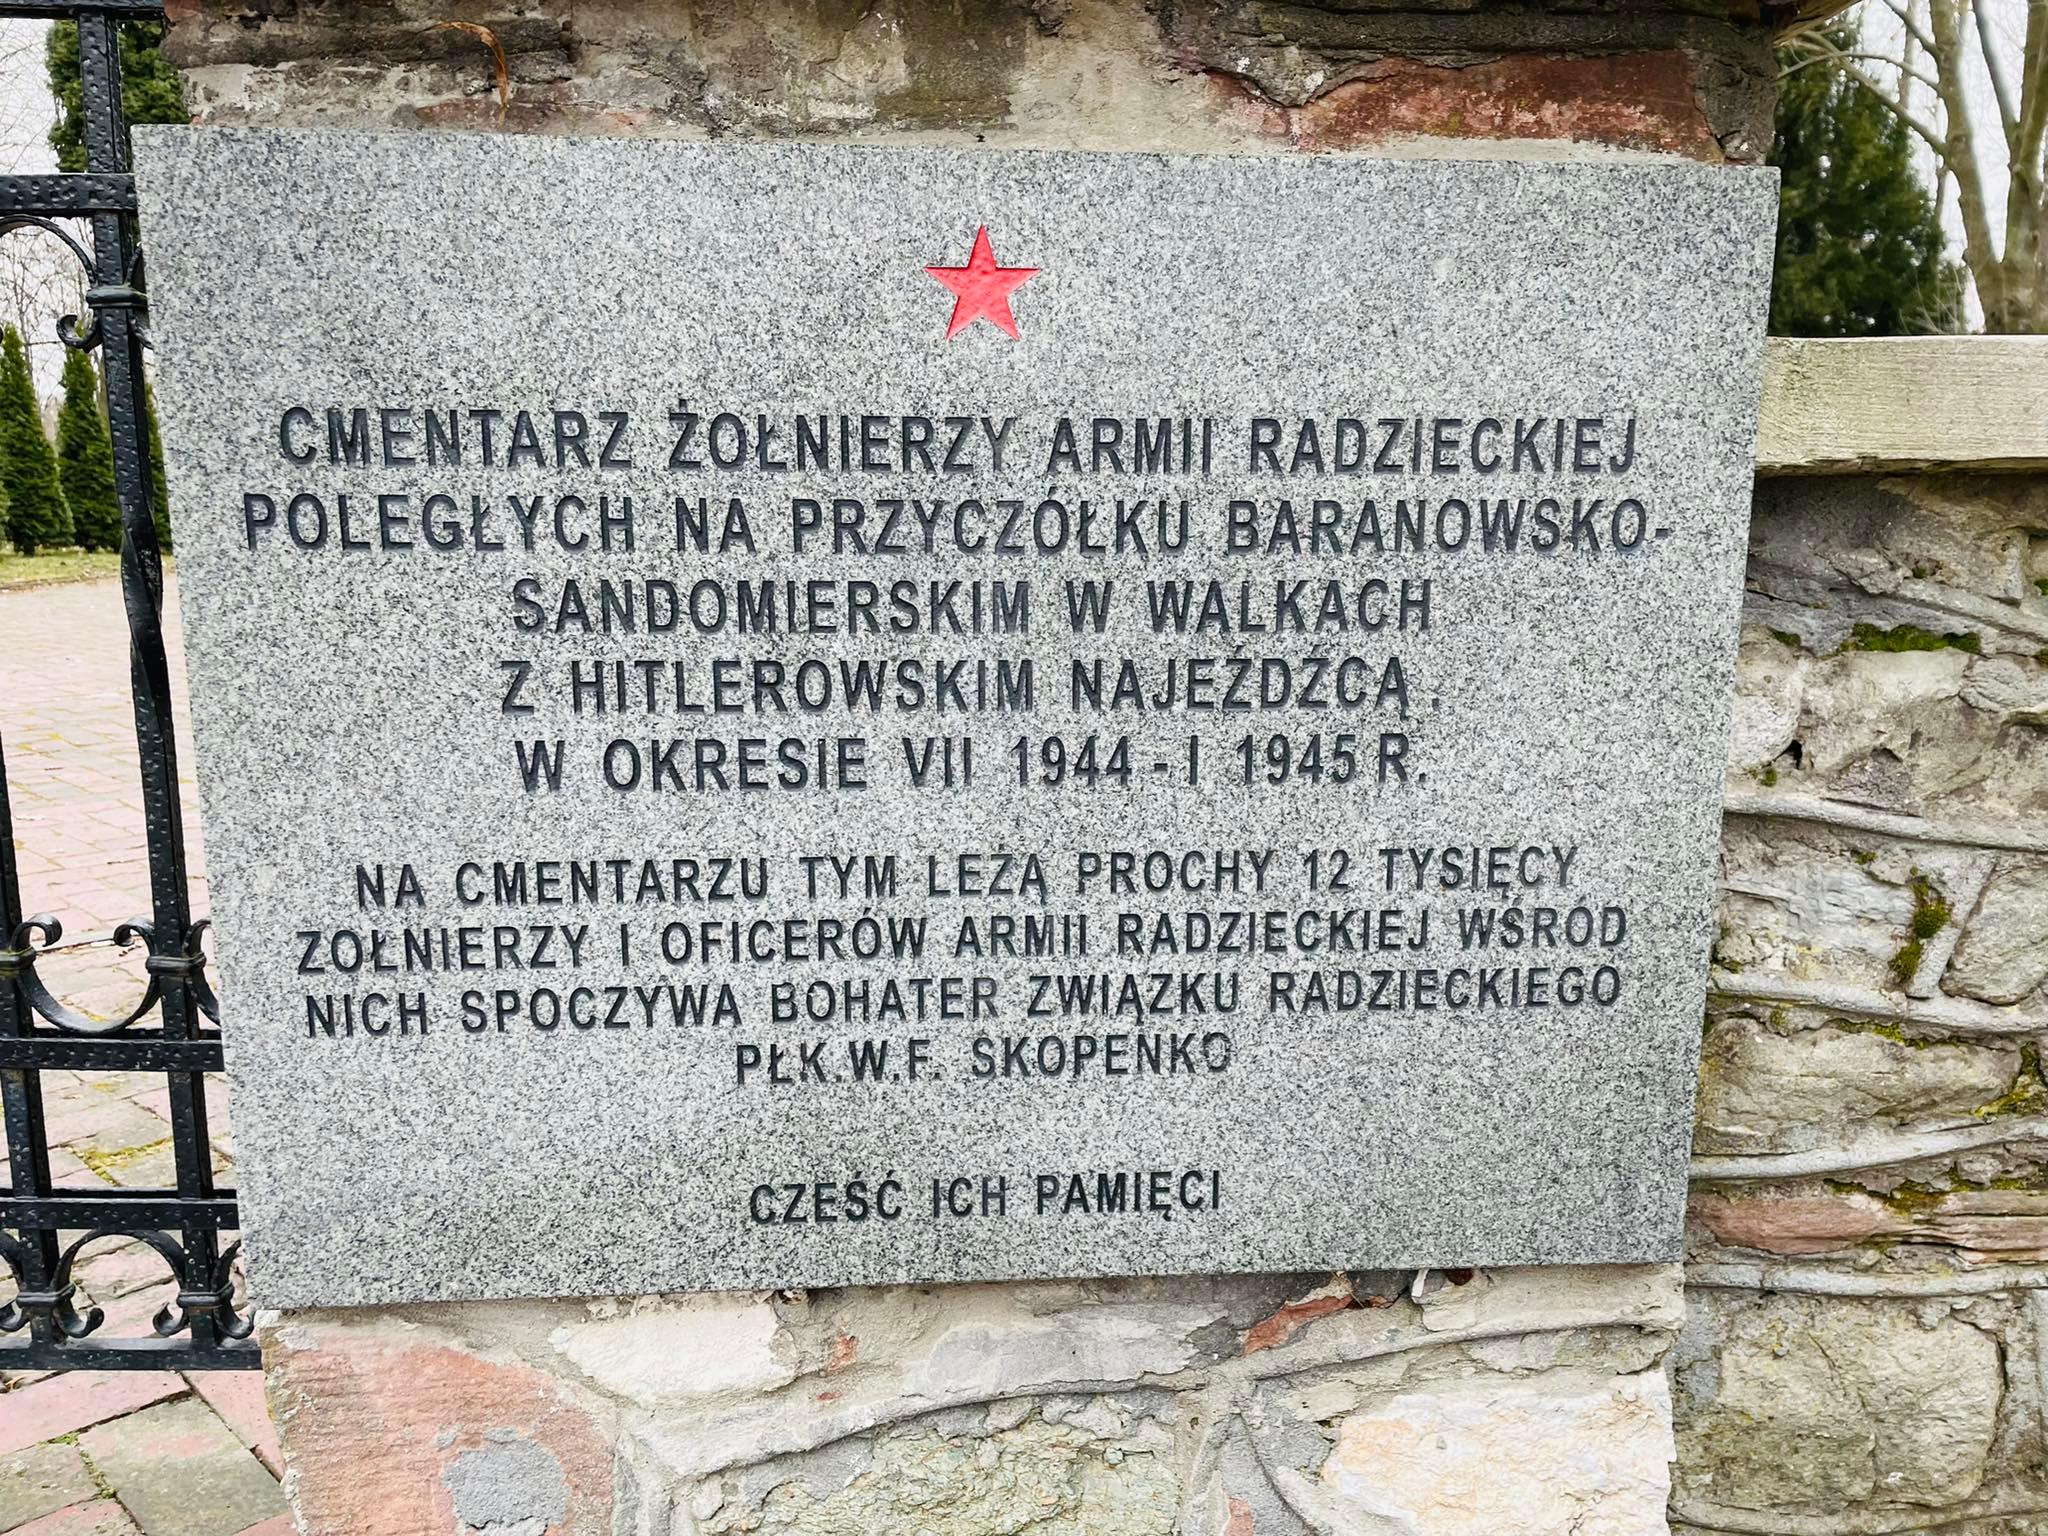 CMENTARZ ŻOŁNIERZY ARMII RADZIECKIEJ
POLEGŁYCH NA PRZYCZÓŁKU BARANOWSKO-
SANDOMIERSKIM W WALKACH
Z HITLEROWSKIM NAJEŹDŹCĄ.
W OKRESIE VII 1944 - I 1945 R.
NA CMENTARZU TYM LEŻĄ PROCHY 12 TYSIĘCY
ŻOŁNIERZY I OFICERÓW ARMII RADZIECKIEJ WŚRÓD
NICH SPOCZYWA BOHATER ZWIĄZKU RADZIECKIEGO
PŁK.W.F. SKOPENKO
CZEŚĆ ICH PAMIĘCI